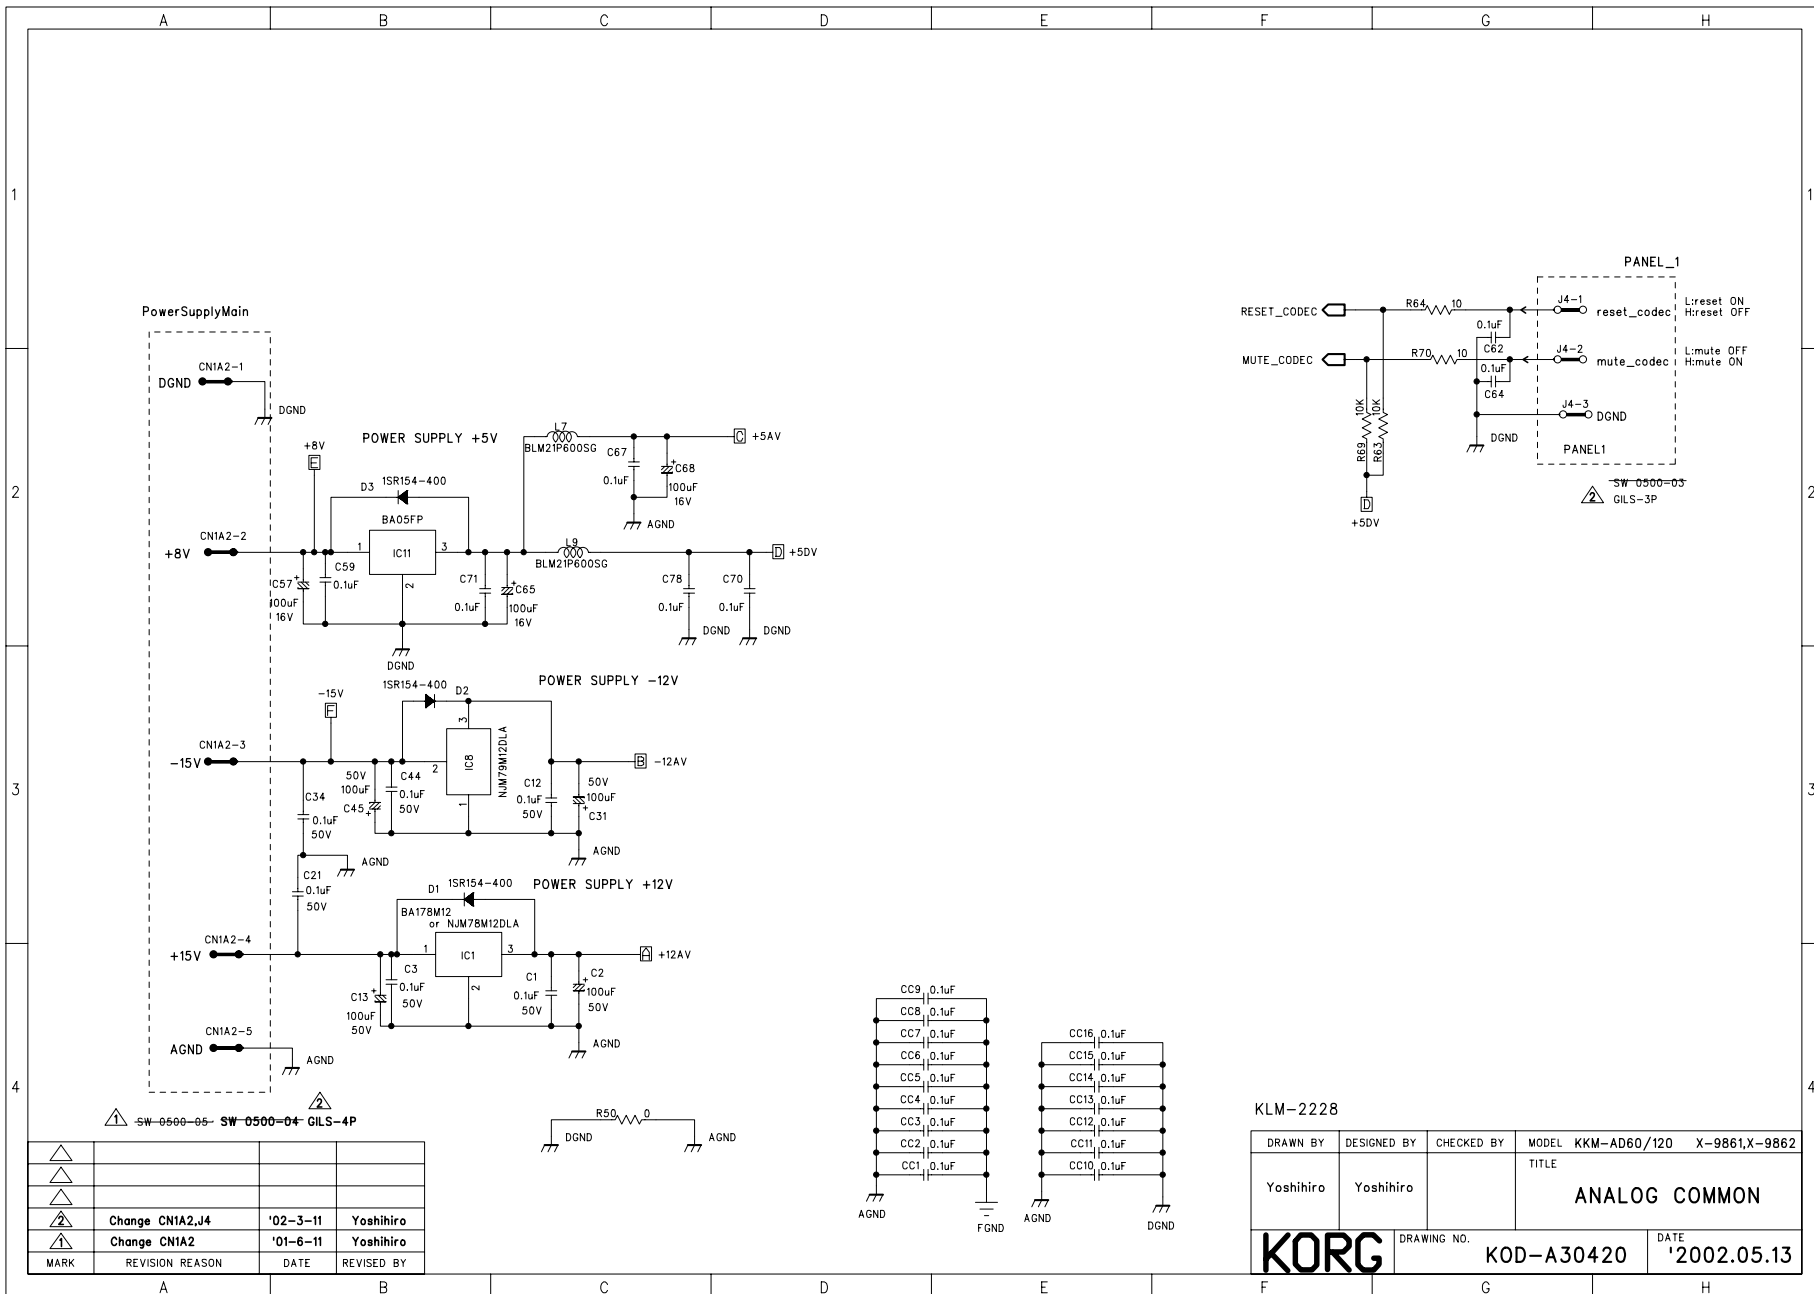 A B C D E F G H
1 1
2 2
3 3
4 4
PowerSupplyMain
CN1A2-1
DGND
DGND
+8V
E
POWER SUPPLY +5V
D3 1SR154-400
BA05FP
CN1A2-2
+8V
1 IC11 3
2
C57
100uF
16V
C59
0.1uF
DGND
C71
0.1uF
C65
100uF
16V
L7
BLM21P600SG
C67
0.1uF
C68
100uF
16V
AGND
C +5AV
L9
BLM21P600SG
C78
0.1uF
DGND
C70
0.1uF
DGND
D +5DV
POWER SUPPLY -12V
1SR154-400 D2
-15V
F
CN1A2-3
-15V
C34
0.1uF
50V
AGND
50V
100uF
C45
C44
0.1uF
50V
3
2 IC8
1
NJM79M12DLA
C12
0.1uF
50V
50V
100uF
C31
AGND
B -12AV
C21
0.1uF
50V
POWER SUPPLY +12V
D1 1SR154-400
BA178M12
or NJM78M12DLA
CN1A2-4
+15V
1 IC1 3
2
C13
100uF
50V
C3
0.1uF
50V
C1
0.1uF
50V
C2
100uF
50V
AGND
A +12AV
CN1A2-5
AGND
AGND
1 SW 0500-05 SW 0500-04 GILS-4P
2
R50 0
DGND
AGND
CC9 0.1uF
CC8 0.1uF
CC7 0.1uF
CC6 0.1uF
CC5 0.1uF
CC4 0.1uF
CC3 0.1uF
CC2 0.1uF
CC1 0.1uF
AGND
FGND
CC16 0.1uF
CC15 0.1uF
CC14 0.1uF
CC13 0.1uF
CC12 0.1uF
CC11 0.1uF
CC10 0.1uF
AGND
DGND
PANEL_1
RESET_CODEC
R64 10
J4-1
reset_codec
L:reset ON
H:reset OFF
0.1uF
C62
MUTE_CODEC
R70 10
J4-2
mute_codec
L:mute OFF
H:mute ON
0.1uF
C64
10K
R69
10K
R63
J4-3
DGND
DGND
PANEL1
D
+5DV
SW 0500-03
2 GILS-3P
2 Change CN1A2,J4 '02-3-11 Yoshihiro
1 Change CN1A2 '01-6-11 Yoshihiro
MARK REVISION REASON DATE REVISED BY
KLM-2228
DRAWN BY DESIGNED BY CHECKED BY MODEL KKM-AD60/120 X-9861,X-9862
Yoshihiro Yoshihiro
TITLE
ANALOG COMMON
KORG
DRAWING NO.
KOD-A30420
DATE
'2002.05.13
A B C D E F G H